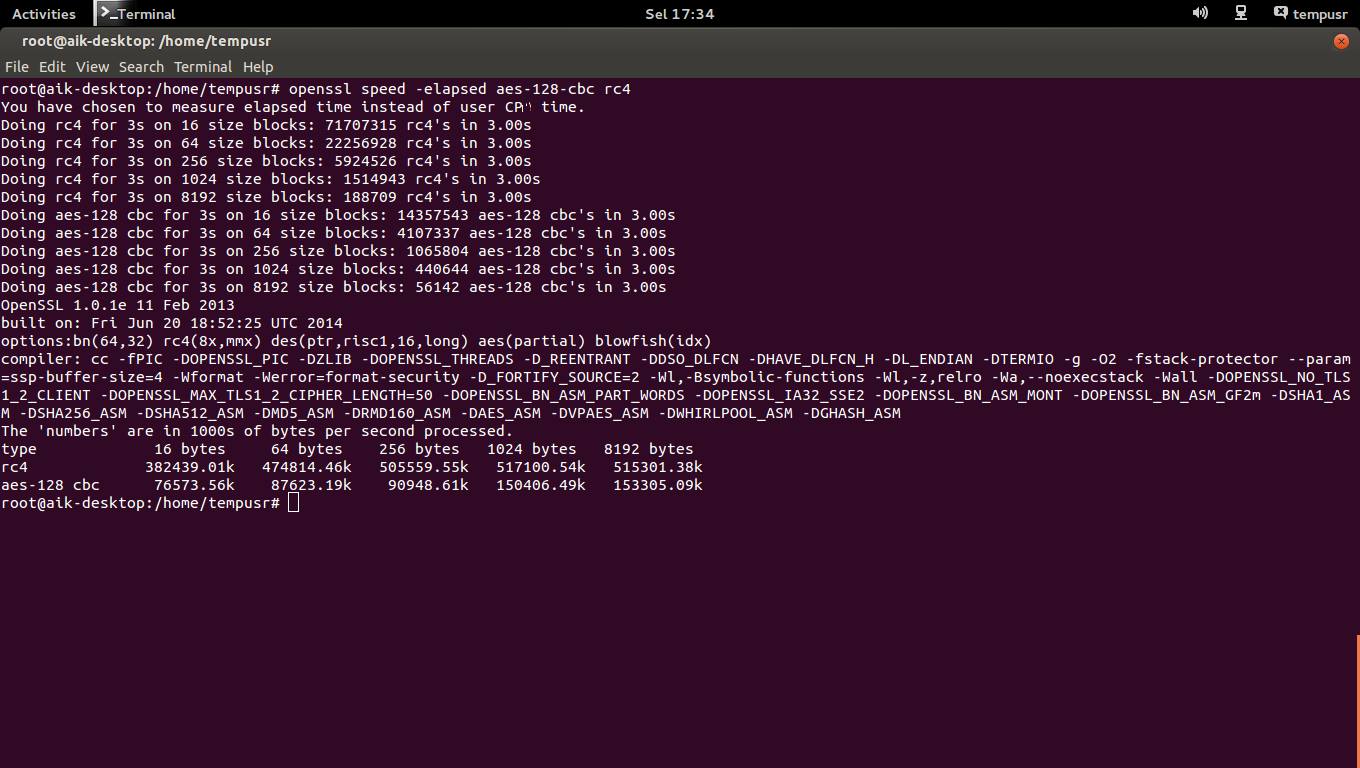 Activities Terminal Sel 17:34 tempusr
root@aik-desktop: /home/tempusr
File Edit View Search Terminal Help
root@aik-desktop:/home/tempusr# openssl speed -elapsed aes-128-cbc rc4
You have chosen to measure elapsed time instead of user time.
Doing rc4 for 3s on 16 size blocks: 71707315 rc4's in 3.00s
Doing rc4 for 3s on 64 size blocks: 22256928 rc4's in 3.00s
Doing rc4 for 3s on 256 size blocks: 5924526 rc4's in 3.00s
Doing rc4 for 3s on 1024 size blocks: 1514943 rc4's in 3.00s
Doing rc4 for 3s on 8192 size blocks: 188709 rc4's in 3.00s
Doing aes-128 cbc for 3s on 16 size blocks: 14357543 aes-128 cbc's in 3.00s
Doing aes-128 cbc for 3s on 64 size blocks: 4107337 aes-128 cbc's in 3.00s
Doing aes-128 cbc for 3s on 256 size blocks: 1065804 aes-128 cbc's in 3.00s
Doing aes-128 cbc for 3s on 1024 size blocks: 440644 aes-128 cbc's in 3.00s
Doing aes-128 cbc for 3s on 8192 size blocks: 56142 aes-128 cbc's in 3.00s
OpenSSL 1.0.1e 11 Feb 2013
built on: Fri Jun 20 18:52:25 UTC 2014
options:bn(64,32) rc4(8x,mmx) des(ptr,risc1,16,long) aes(partial) blowfish(idx)
compiler: cc -fPIC -DOPENSSL_PIC -DZLIB -DOPENSSL_THREADS -D_REENTRANT -DDSO_DLFCN -DHAVE_DLFCN_H -DL_ENDIAN -DTERMIO -g -O2 -fstack-protector --param
=ssp-buffer-size=4 -Wformat -Werror=format-security -D_FORTIFY_SOURCE=2 -Wl,-Bsymbolic-functions -Wl,-z,relro -Wa,--noexecstack -Wall -DOPENSSL_NO_TLS
1_2_CLIENT -DOPENSSL_MAX_TLS1_2_CIPHER_LENGTH=50 -DOPENSSL_BN_ASM_PART_WORDS -DOPENSSL_IA32_SSE2 -DOPENSSL_BN_ASM_MONT -DOPENSSL_BN_ASM_GF2m -DSHA1_AS
M -DSHA256_ASM -DSHA512_ASM -DMD5_ASM -DRMD160_ASM -DAES_ASM -DVPAES_ASM -DWHIRLPOOL_ASM -DGHASH_ASM
The 'numbers' are in 1000s of bytes per second processed.
type 16 bytes 64 bytes 256 bytes 1024 bytes 8192 bytes
rc4 382439.01k 474814.46k 505559.55k 517100.54k 515301.38k
aes-128 cbc 76573.56k 87623.19k 90948.61k 150406.49k 153305.09k
root@aik-desktop:/home/tempusr#